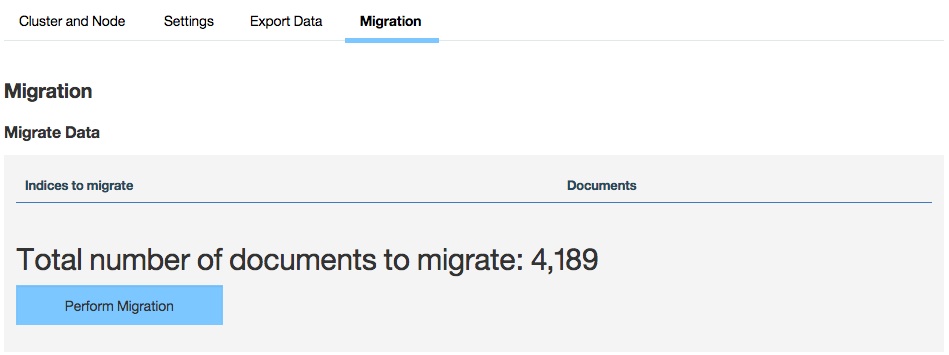 Cluster and Node Settings Export Data Migration
Migration
Migrate Data
Indices to migrate Documents
Total number of documents to migrate: 4,189
Perform Migration